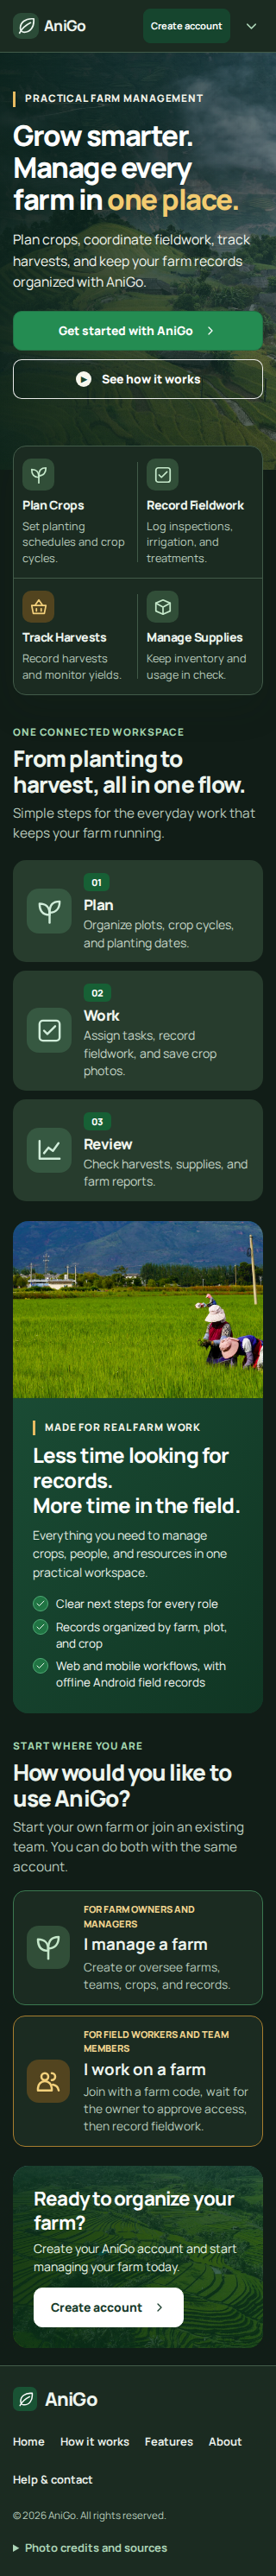 AniGo
Create account
PRACTICAL FARM MANAGEMENT
Grow smarter.
Manage every
farm in one place.
Plan crops, coordinate fieldwork, track
harvests, and keep your farm records
organized with AniGo.
Get started with AniGo
See how it works
Plan Crops
Set planting
schedules and crop
cycles.
Record Fieldwork
Log inspections,
irrigation, and
treatments.
Track Harvests
Record harvests
and monitor yields.
Manage Supplies
Keep inventory and
usage in check.
ONE CONNECTED WORKSPACE
From planting to
harvest, all in one flow.
Simple steps for the everyday work that
keeps your farm running.
01
Plan
Organize plots, crop cycles,
and planting dates.
02
Work
Assign tasks, record
fieldwork, and save crop
photos.
03
Review
Check harvests, supplies, and
farm reports.
MADE FOR REAL FARM WORK
Less time looking for
records.
More time in the field.
Everything you need to manage
crops, people, and resources in one
practical workspace.
Clear next steps for every role
Records organized by farm, plot,
and crop
Web and mobile workflows, with
offline Android field records
START WHERE YOU ARE
How would you like to
use AniGo?
Start your own farm or join an existing
team. You can do both with the same
account.
FOR FARM OWNERS AND
MANAGERS
I manage a farm
Create or oversee farms,
teams, crops, and records.
FOR FIELD WORKERS AND TEAM
MEMBERS
I work on a farm
Join with a farm code, wait for
the owner to approve access,
then record fieldwork.
Ready to organize your
farm?
Create your AniGo account and start
managing your farm today.
Create account
AniGo
Home How it works Features About
Help & contact
© 2026 AniGo. All rights reserved.
Photo credits and sources